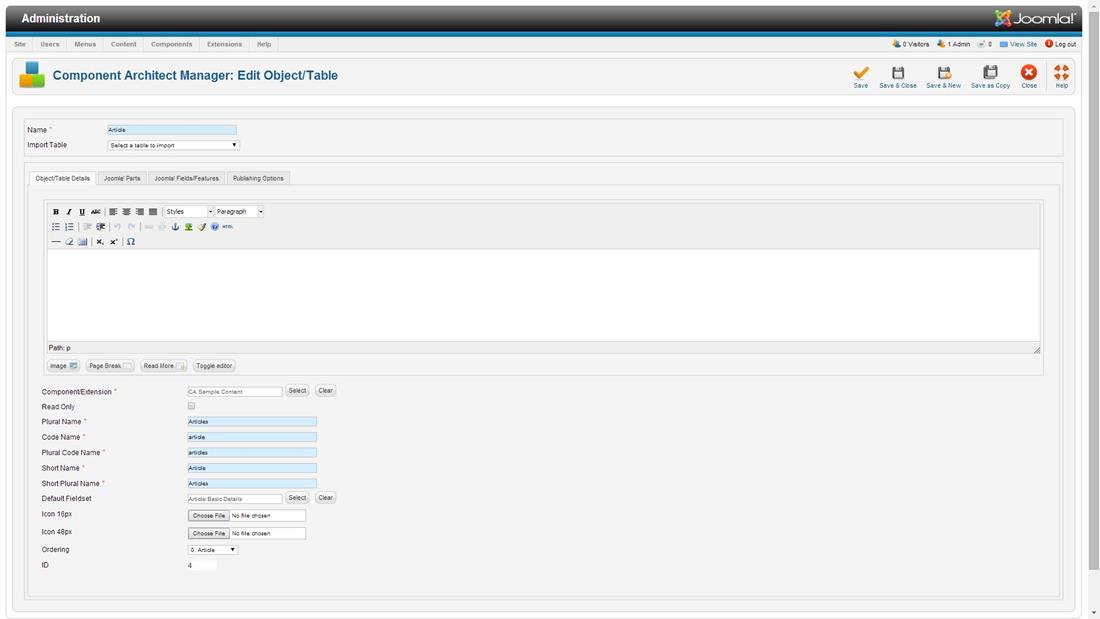 Administration
Joomla!
Site Users Menus Content Components Extensions Help
0 Visitors 1 Admin 0 View Site Log out
Component Architect Manager: Edit Object/Table
Save Save & Close Save & New Save as Copy Close Help
Name * Article
Import Table Select a table to import
Object/Table Details Joomla! Parts Joomla! Fields/Features Publishing Options
B I U ABC Styles Paragraph
HTML
Path: p
Image Page Break Read More Toggle editor
Component/Extension * CA Sample Content Select Clear
Read Only
Plural Name * Articles
Code Name * article
Plural Code Name * articles
Short Name * Article
Short Plural Name * Articles
Default Fieldset Article Basic Details Select Clear
Icon 16px Choose File No file chosen
Icon 48px Choose File No file chosen
Ordering 0. Article
ID 4